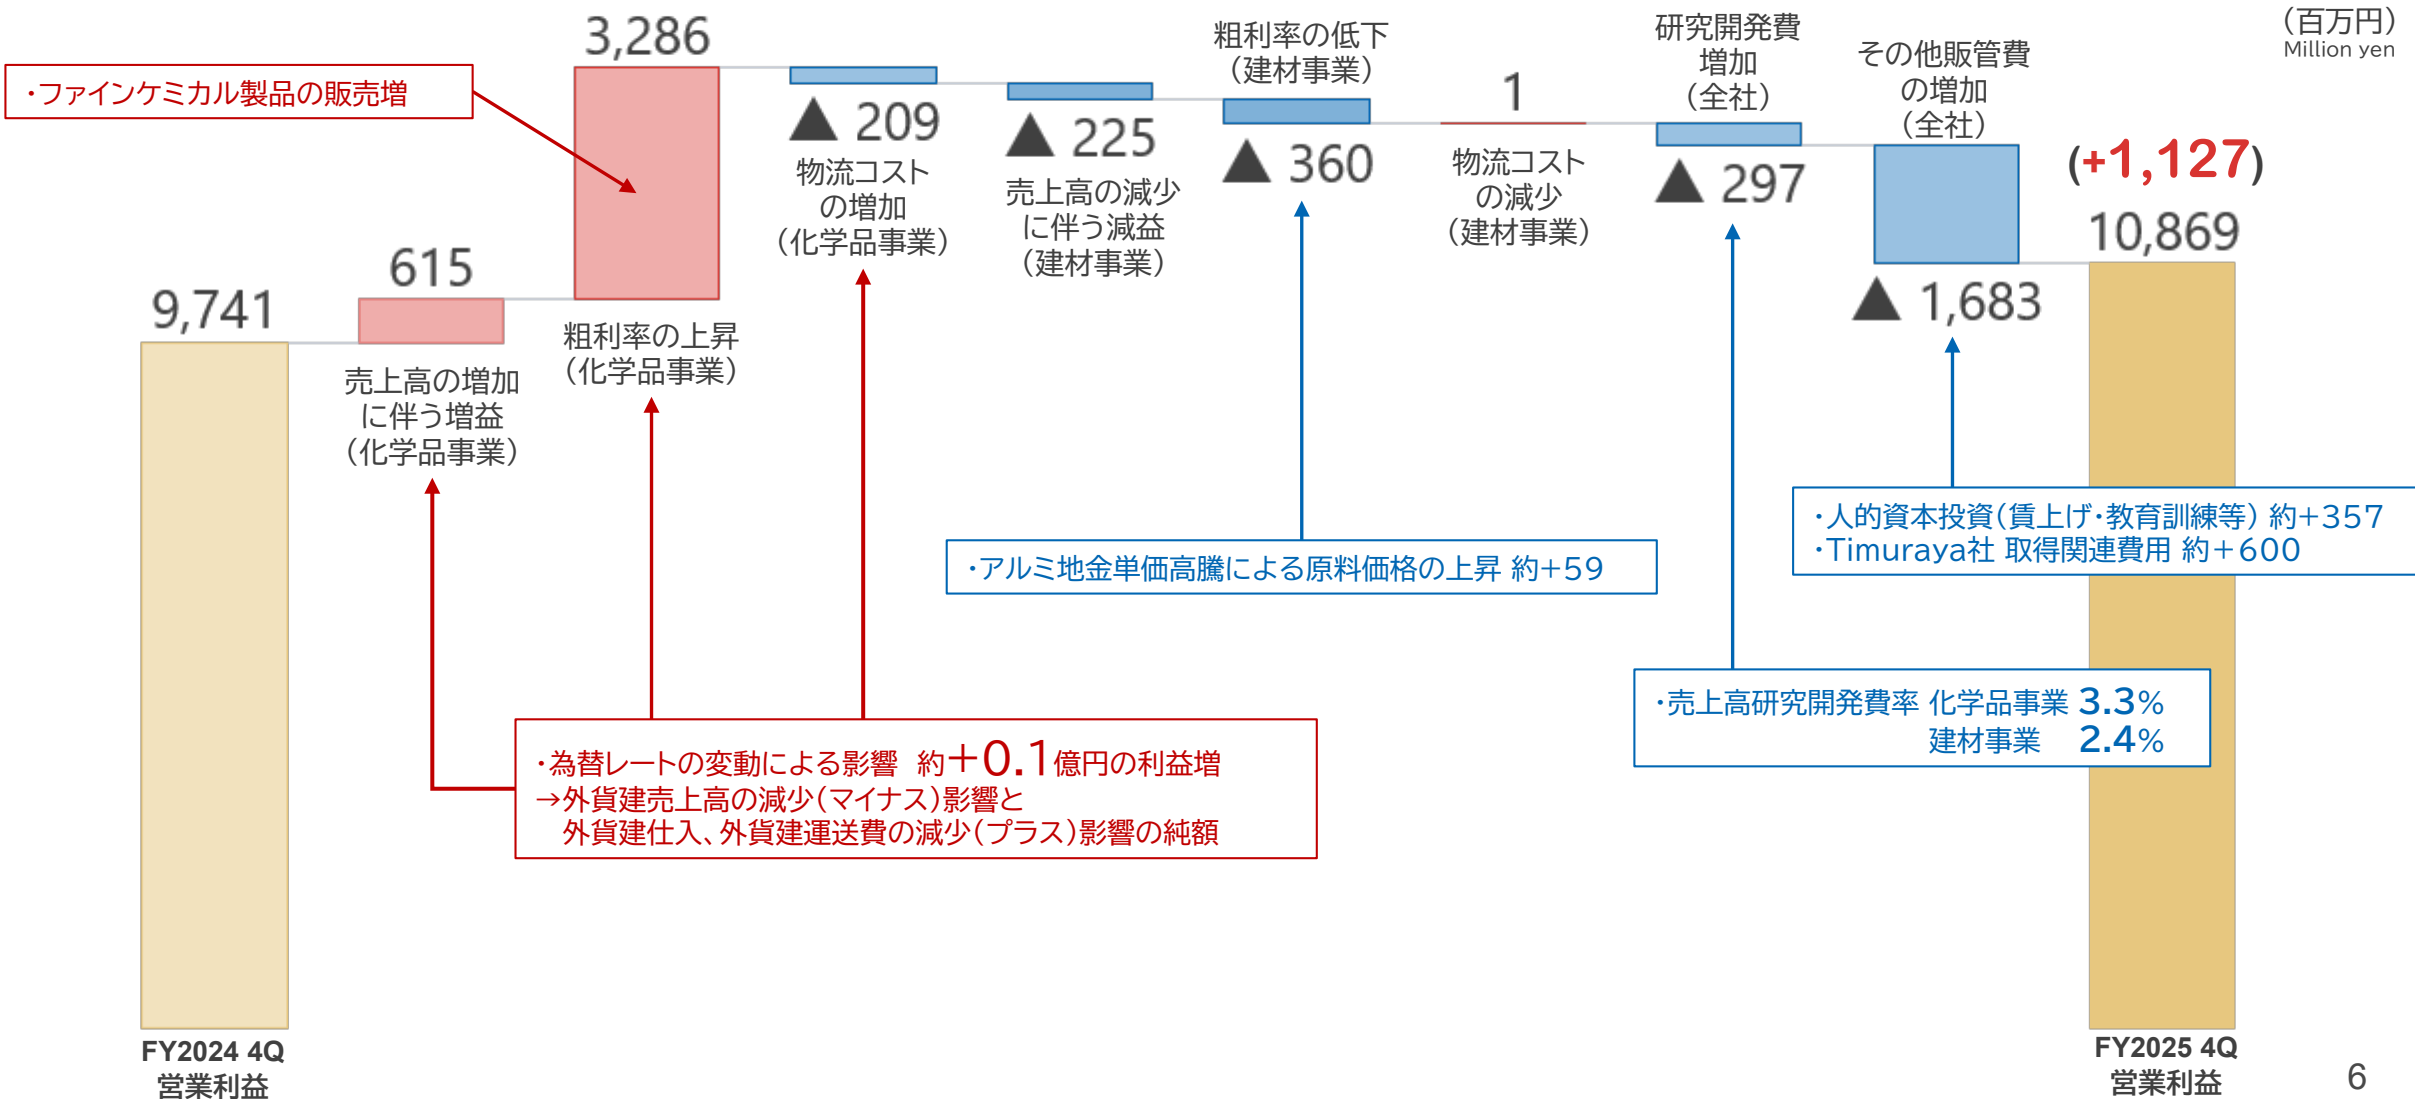 (百万円)
Million yen
・ファインケミカル製品の販売増
9,741
615
売上高の増加
に伴う増益
(化学品事業)
3,286
粗利率の上昇
(化学品事業)
▲ 209
物流コスト
の増加
(化学品事業)
▲ 225
売上高の減少
に伴う減益
(建材事業)
粗利率の低下
(建材事業)
▲ 360
1
物流コスト
の減少
(建材事業)
研究開発費
増加
(全社)
▲ 297
その他販管費
の増加
(全社)
▲ 1,683
(+1,127)
10,869
・人的資本投資(賃上げ・教育訓練等) 約+357
・Timuraya社 取得関連費用 約+600
・アルミ地金単価高騰による原料価格の上昇 約+59
・売上高研究開発費率 化学品事業 3.3%
建材事業 2.4%
・為替レートの変動による影響 約+0.1億円の利益増
→外貨建売上高の減少(マイナス)影響と
外貨建仕入、外貨建運送費の減少(プラス)影響の純額
FY2024 4Q
営業利益
FY2025 4Q
営業利益
6